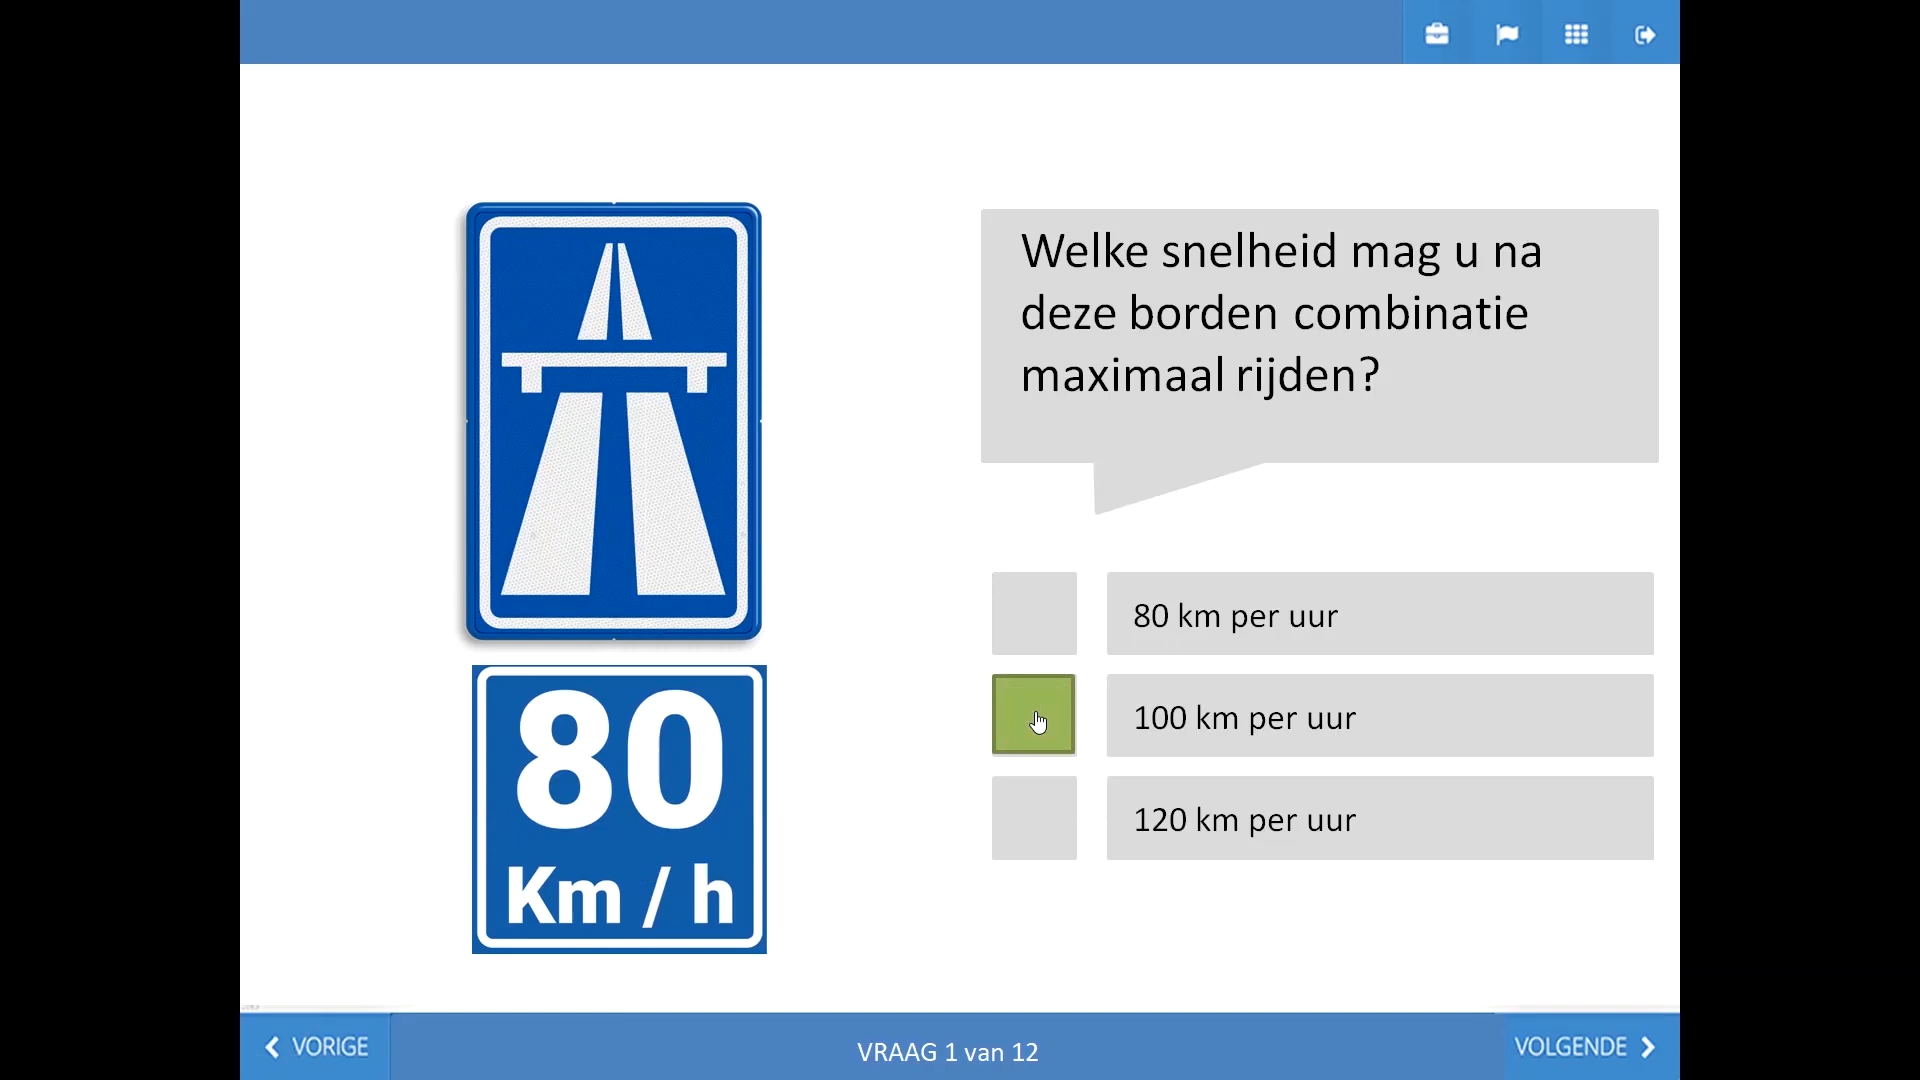 Welke snelheid mag u na
deze borden combinatie
maximaal rijden?
80 km per uur
100 km per uur
120 km per uur
80
Km / h
VORIGE
VRAAG 1 van 12
VOLGENDE